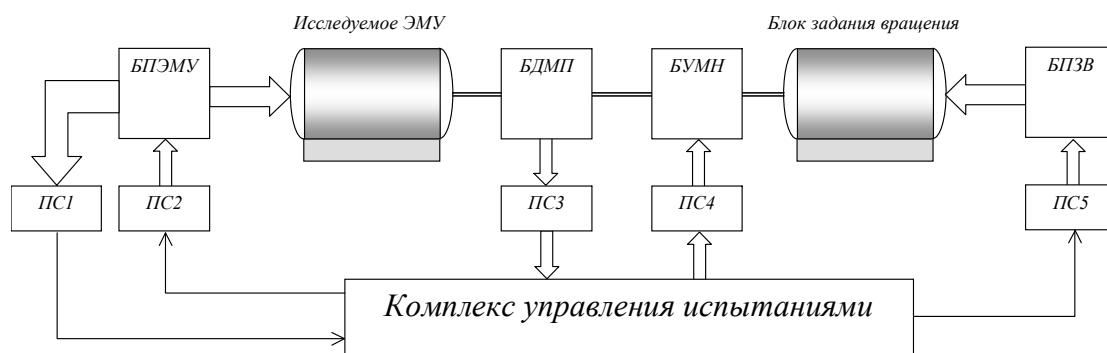 Исследуемое ЭМУ
Блок задания вращения
БПЭМУ
БДМП
БУМН
БПЗВ
ПС1
ПС2
ПС3
ПС4
ПС5
Комплекс управления испытаниями